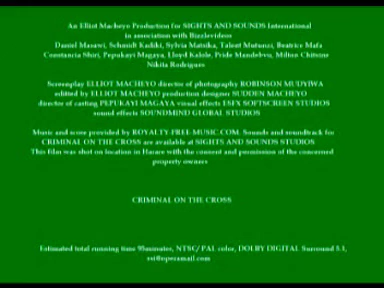 An Elliot Macheyo Production for SIGHTS AND SOUNDS International
in association with Bizzlevideos
Daniel Masawi, Schmidt Kadiki, Sylvia Matsika, Talent Mutunzi, Beatrice Mafa
Constancia Shiri, Pepukayi Magaya, Lloyd Kalole, Pride Mandebvu, Milton Chitsine
Nikita Rodrigues
Screenplay ELLIOT MACHEYO director of photography ROBINSON MUDYIWA
edited by ELLIOT MACHEYO production designer SUDDEN MACHEYO
director of casting PEPUKAYI MAGAYA visual effects ESFX SOFTSCREEN STUDIOS
sound effects SOUNDMIND GLOBAL STUDIOS
Music and score provided by ROYALTY-FREE-MUSIC.COM. Sounds and soundtrack for
CRIMINAL ON THE CROSS are available at SIGHTS AND SOUNDS STUDIOS
This film was shot on location in Harare with the consent and permission of the concerned
property owners
CRIMINAL ON THE CROSS
Estimated total running time 95minutes, NTSC/ PAL color, DOLBY DIGITAL Surround 5.1,